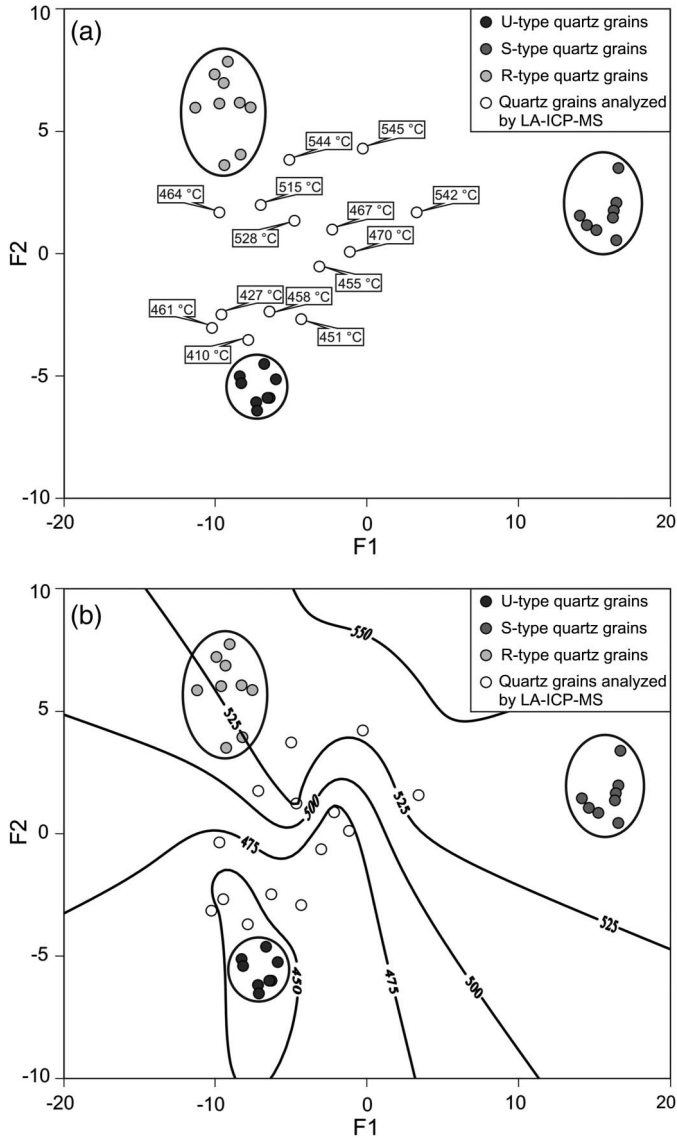 10
(a)
U-type quartz grains
S-type quartz grains
R-type quartz grains
Quartz grains analyzed
by LA-ICP-MS
545 °C
544 °C
5
464 °C
515 °C
542 °C
467 °C
528 °C
470 °C
F2
0
455 °C
427 °C
458 °C
461 °C
451 °C
410 °C
-5
-10
-20
-10
0
10
20
F1
10
(b)
U-type quartz grains
S-type quartz grains
R-type quartz grains
Quartz grains analyzed
by LA-ICP-MS
550
5
525
500
525
F2
0
475
525
-5
450
475
500
-10
-20
-10
0
10
20
F1